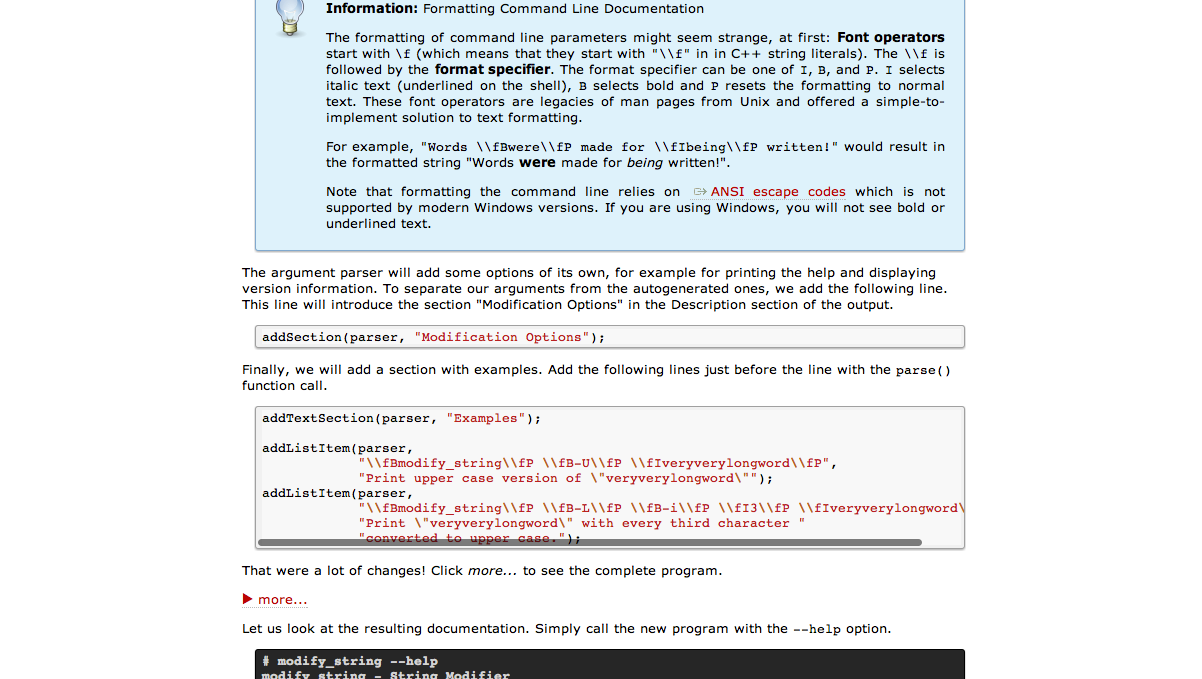 Information: Formatting Command Line Documentation
The formatting of command line parameters might seem strange, at first: Font operators
start with \f (which means that they start with "\\f" in in C++ string literals). The \\f is
followed by the format specifier. The format specifier can be one of I, B, and P. I selects
italic text (underlined on the shell), B selects bold and P resets the formatting to normal
text. These font operators are legacies of man pages from Unix and offered a simple-to-
implement solution to text formatting.
For example, "Words \\fBwere\\fP made for \\fIbeing\\fP written!" would result in
the formatted string "Words were made for being written!".
Note that formatting the command line relies on ANSI escape codes which is not
supported by modern Windows versions. If you are using Windows, you will not see bold or
underlined text.
The argument parser will add some options of its own, for example for printing the help and displaying
version information. To separate our arguments from the autogenerated ones, we add the following line.
This line will introduce the section "Modification Options" in the Description section of the output.
addSection(parser, "Modification Options");
Finally, we will add a section with examples. Add the following lines just before the line with the parse()
function call.
addTextSection(parser, "Examples");
addListItem(parser,
"\\fBmodify_string\\fP \\fB-U\\fP \\fIveryverylongword\\fP",
"Print upper case version of \"veryverylongword\"");
addListItem(parser,
"\\fBmodify_string\\fP \\fB-L\\fP \\fB-i\\fP \\fI3\\fP \\fIveryverylongword\
"Print \"veryverylongword\" with every third character "
"converted to upper case.");
That were a lot of changes! Click more... to see the complete program.
more...
Let us look at the resulting documentation. Simply call the new program with the --help option.
# modify_string --help
modify_string - String Modifier